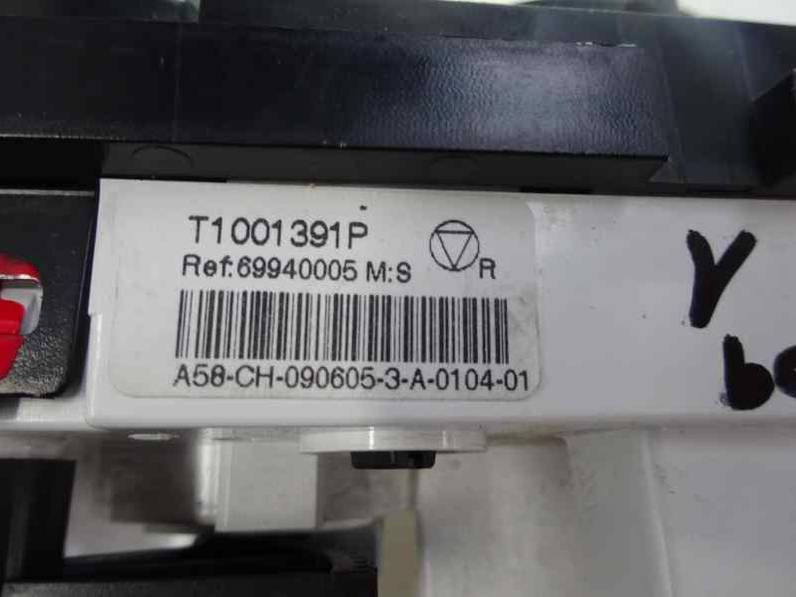 T1001391P
Ref:69940005 M:S
R
A58-CH-090605-3-A-0104-01
Y